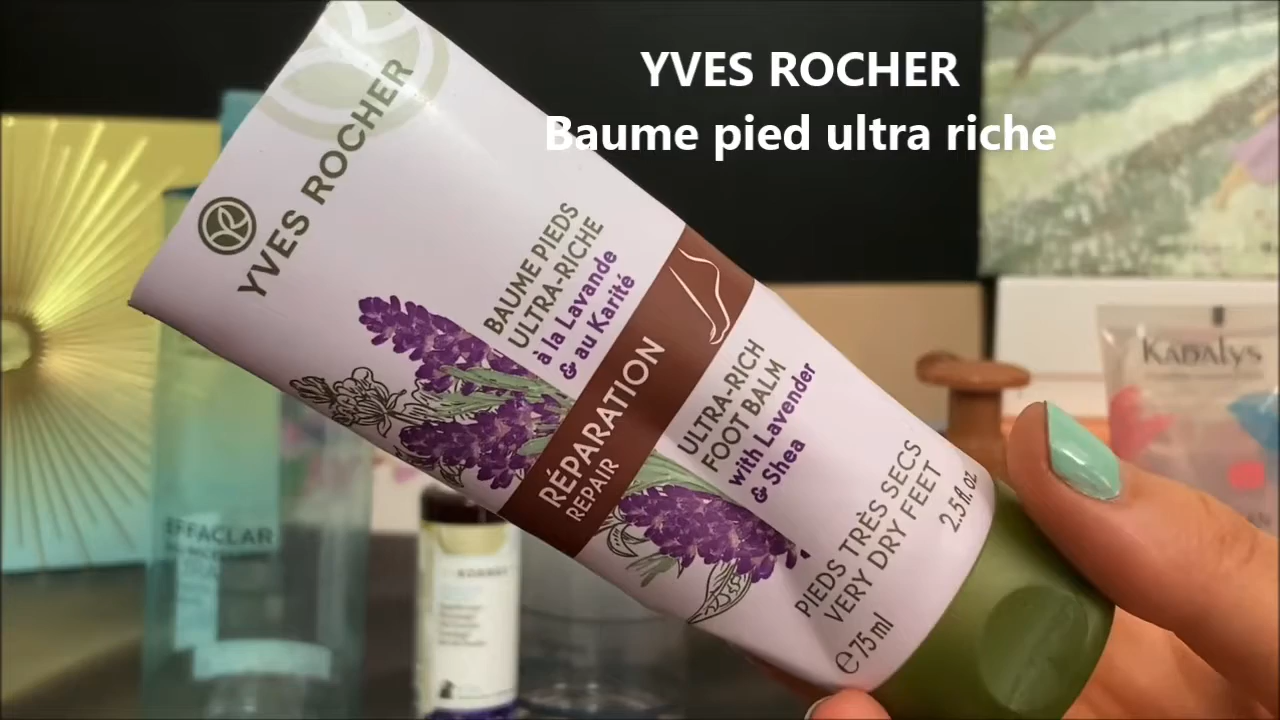 YVES ROCHER
Baume pied ultra riche
YVES ROCHER
BAUME PIEDS
ULTRA-RICHE
à la Lavande
& au Karité
RÉPARATION
REPAIR
ULTRA-RICH
FOOT BALM
with Lavender
& Shea
PIEDS TRÈS SECS
VERY DRY FEET
e75 ml
2.5 fl. oz
EFFACLAR
KADALYS